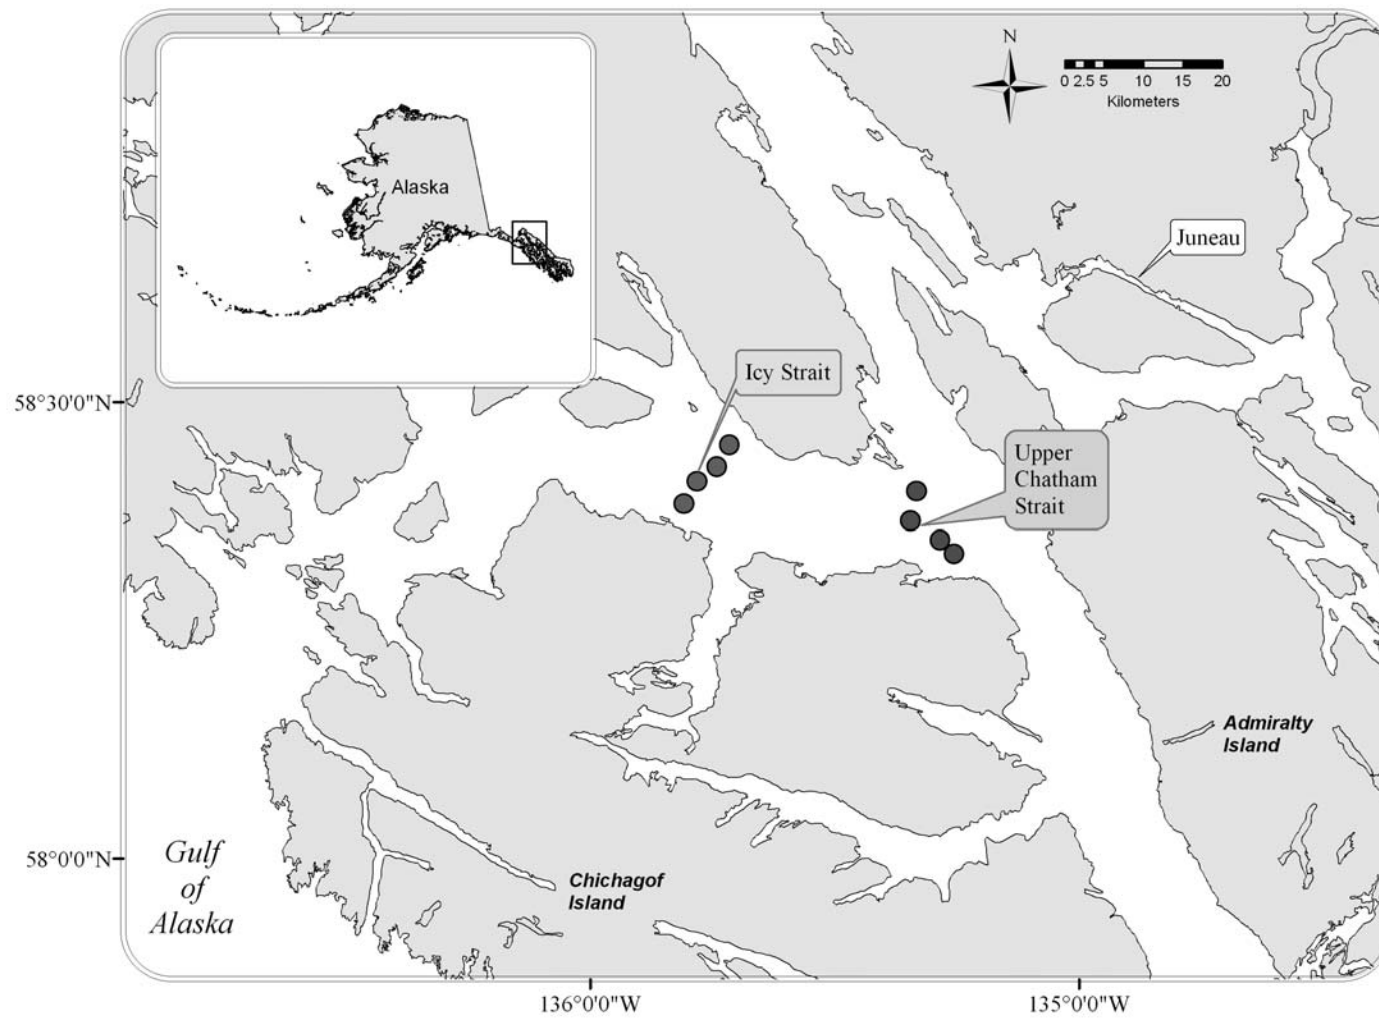 N
0 2.5 5 10 15 20
Kilometers
Alaska
Juneau
Icy Strait
58°30'0"N
Upper
Chatham
Strait
Admiralty
Island
Gulf
of
Alaska
58°0'0"N
Chichagof
Island
136°0'0"W
135°0'0"W